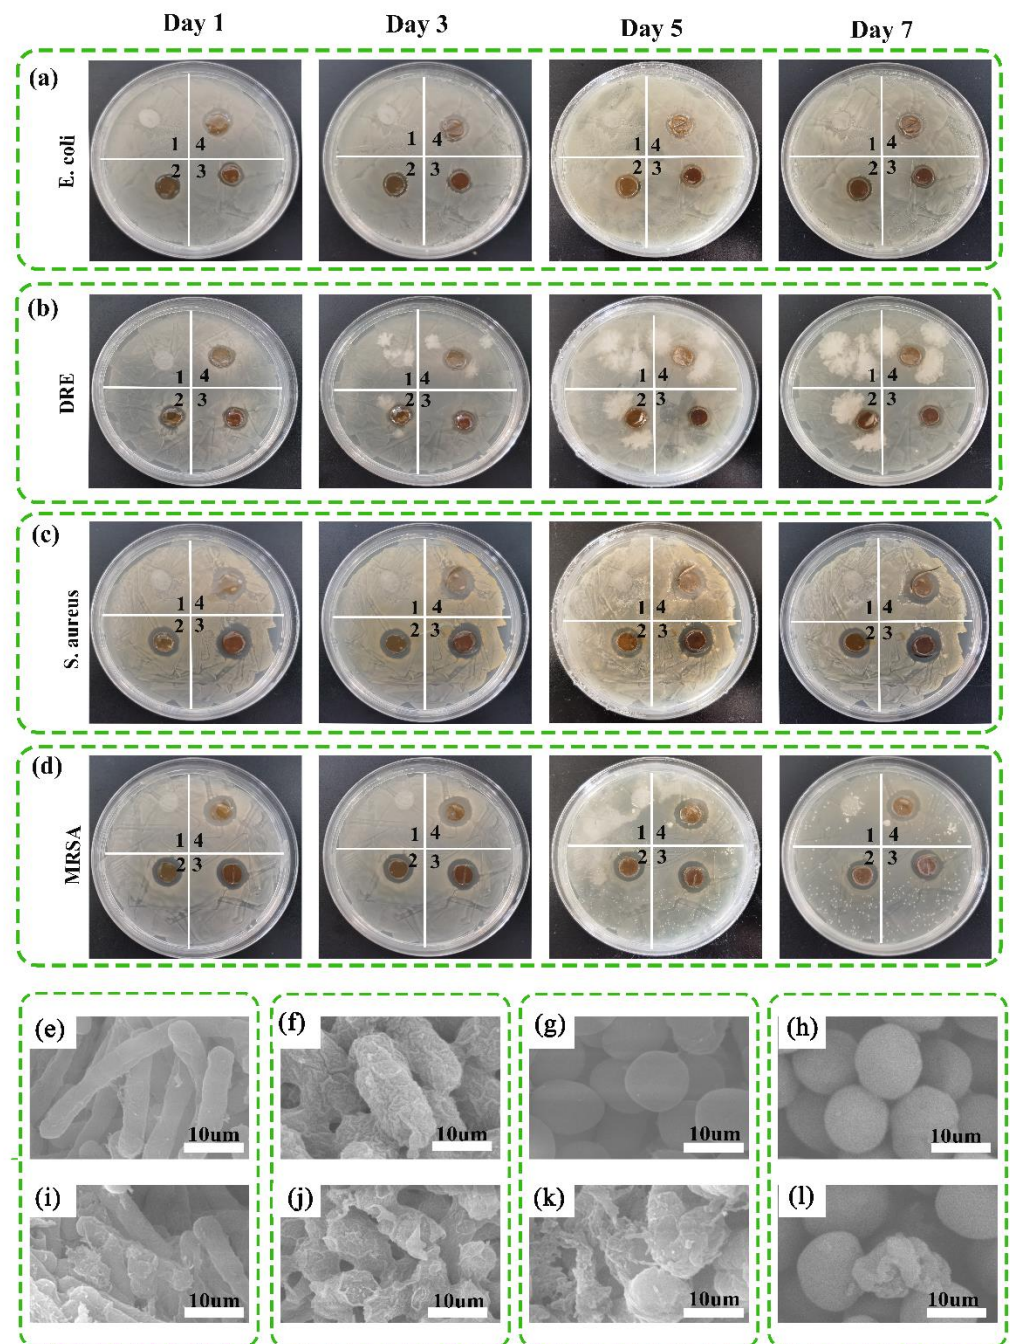 Day 1 Day 3 Day 5 Day 7
(a)
E. coli
1 4 1 4 1 4 1 4
2 3 2 3 2 3 2 3
(b)
DRE
1 4 1 4 1 4 1 4
2 3 2 3 2 3 2 3
(c)
S. aureus
1 4 1 4 1 4 1 4
2 3 2 3 2 3 2 3
(d)
MRSA
1 4 1 4 1 4 1 4
2 3 2 3 2 3 2 3
(e) (f) (g) (h)
10um 10um 10um 10um
(i) (j) (k) (l)
10um 10um 10um 10um